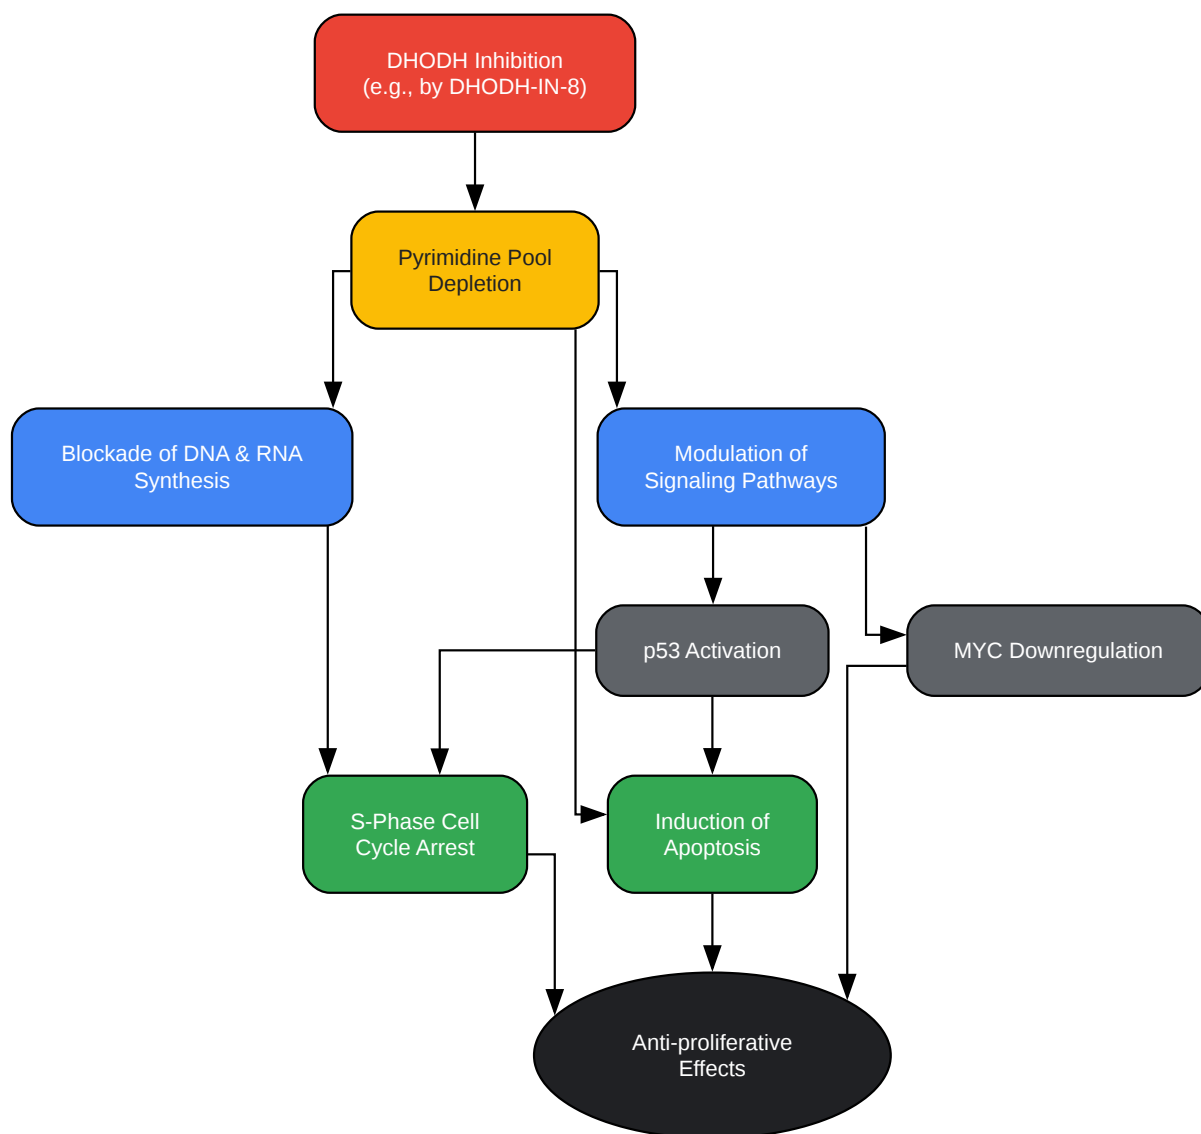 DHODH Inhibition
(e.g., by DHODH-IN-8)
Pyrimidine Pool
Depletion
Blockade of DNA & RNA
Synthesis
Modulation of
Signaling Pathways
p53 Activation
MYC Downregulation
S-Phase Cell
Cycle Arrest
Induction of
Apoptosis
Anti-proliferative
Effects